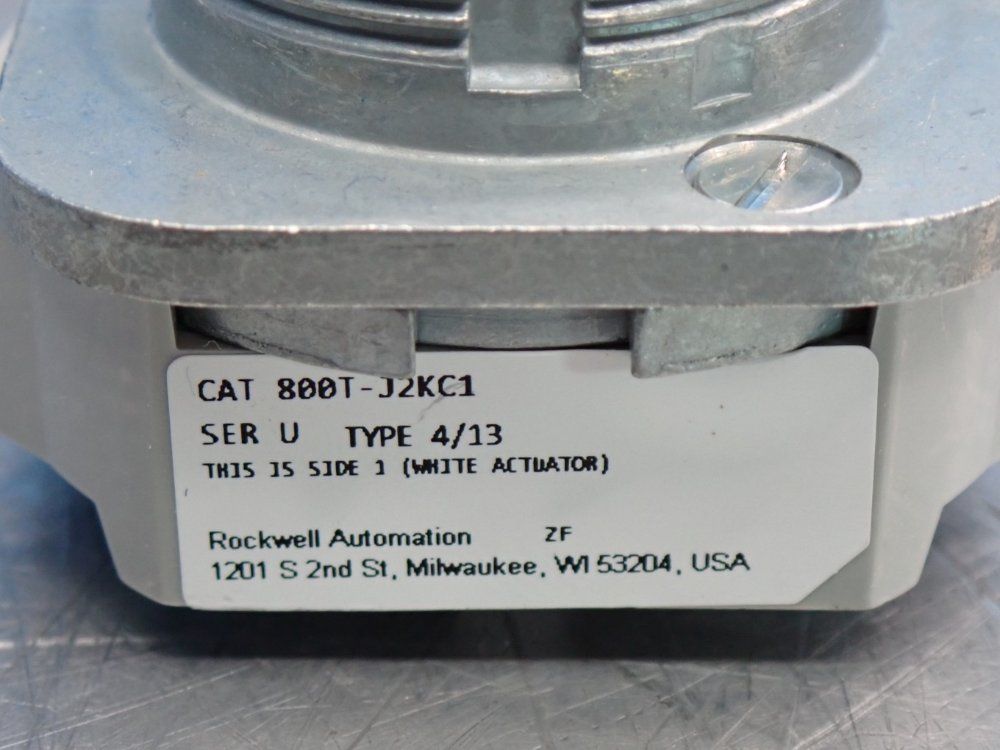 CAT 800T-J2KC1
SER U TYPE 4/13
THIS IS SIDE 1 (WHITE ACTUATOR)
Rockwell Automation ZF
1201 S 2nd St, Milwaukee, WI 53204, USA